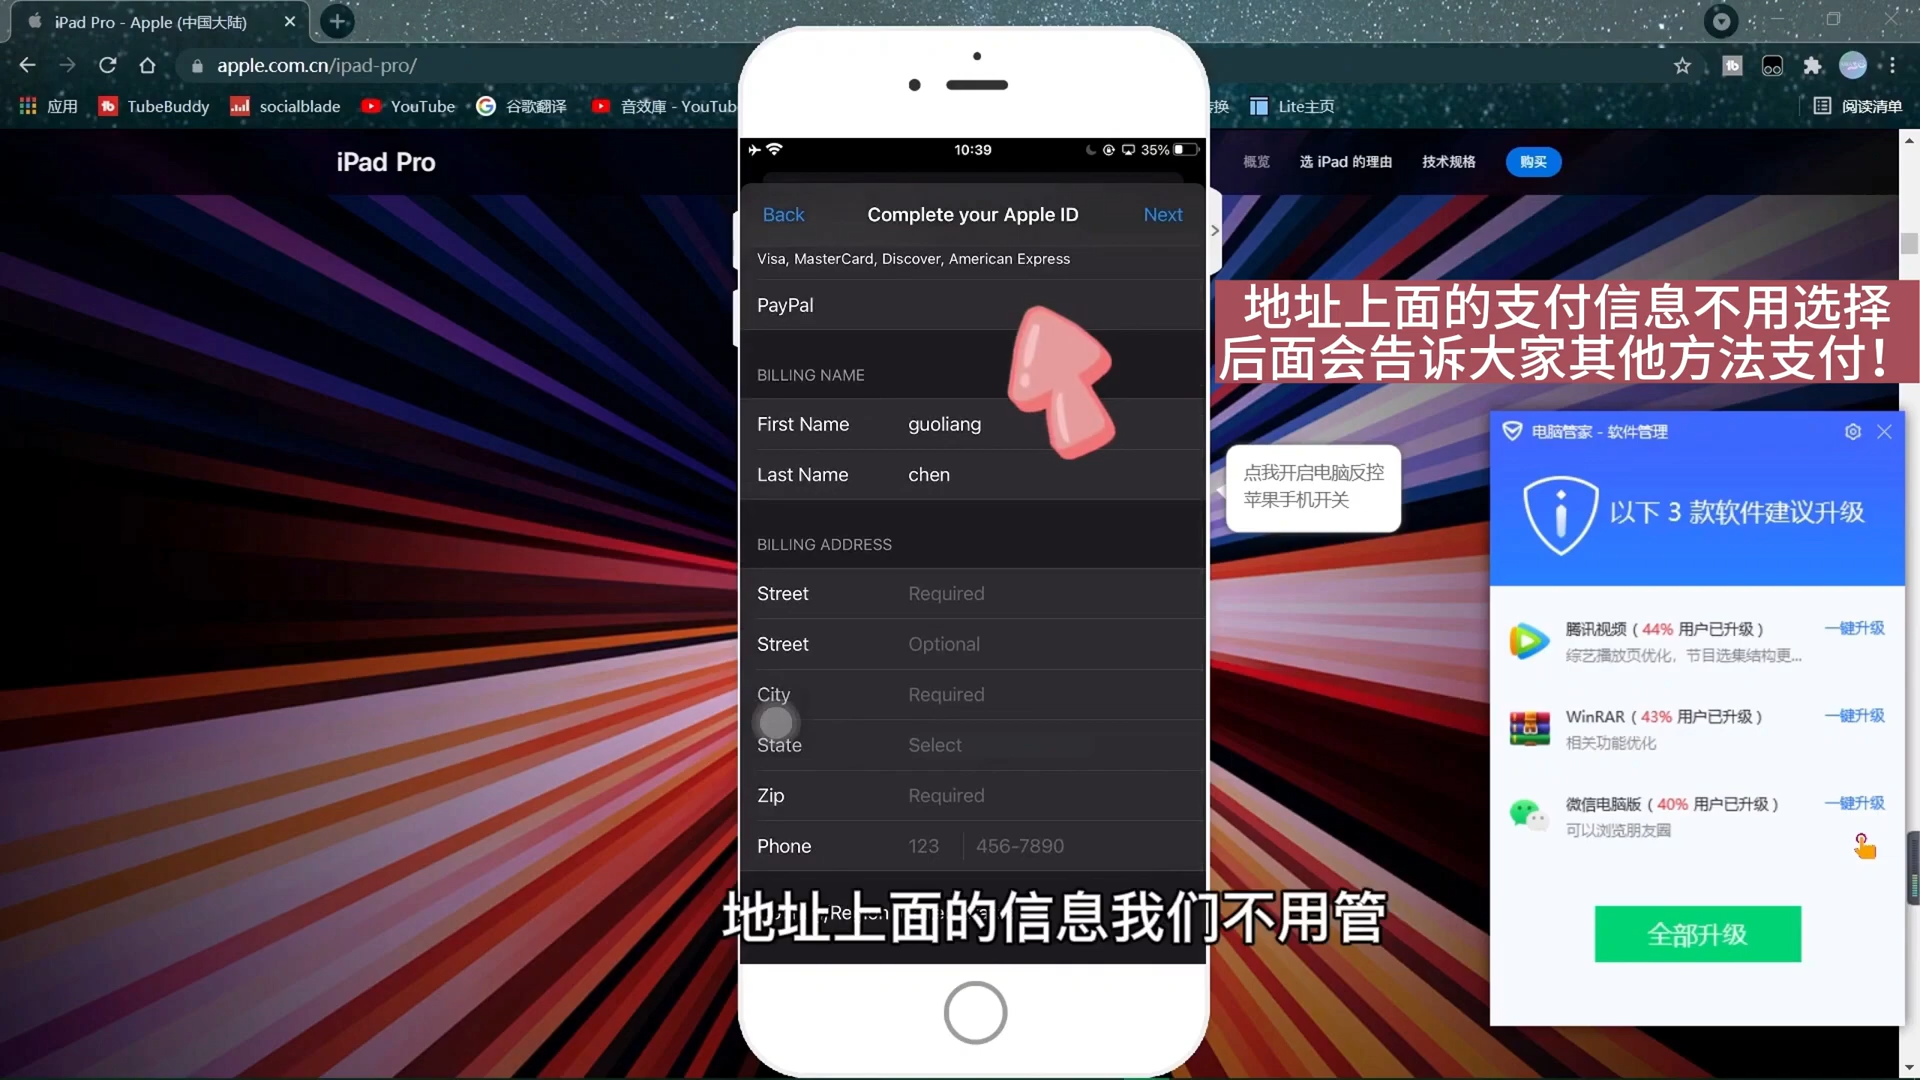 iPad Pro - Apple (中国大陆)
apple.com.cn/ipad-pro/
应用
TubeBuddy
socialblade
YouTube
谷歌翻译
音效庫 - YouTub
换
Lite主页
阅读清单
iPad Pro
概览
选 iPad 的理由
技术规格
购买
10:39
35%
Back
Complete your Apple ID
Next
Visa, MasterCard, Discover, American Express
PayPal
BILLING NAME
First Name guoliang
Last Name chen
BILLING ADDRESS
Street Required
Street Optional
City Required
State Select
Zip Required
Phone 123 456-7890
地址上面的信息我们不用管
地址上面的支付信息不用选择
后面会告诉大家其他方法支付！
点我开启电脑反控
苹果手机开关
电脑管家 - 软件管理
以下 3 款软件建议升级
腾讯视频（44% 用户已升级） 一键升级
综艺播放页优化，节目选集结构更...
WinRAR（43% 用户已升级） 一键升级
相关功能优化
微信电脑版（40% 用户已升级） 一键升级
可以浏览朋友圈
全部升级